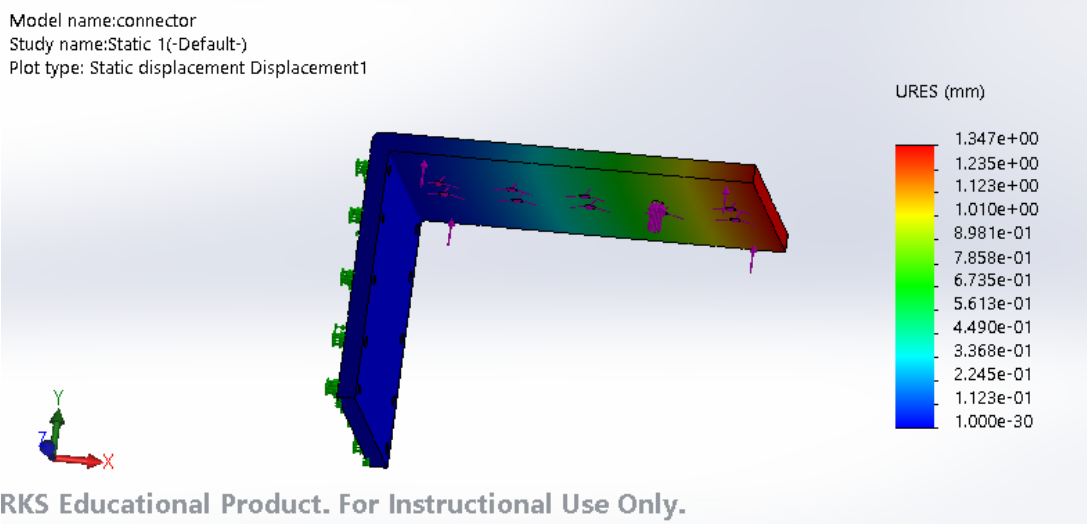 Model name:connector
Study name:Static 1(-Default-)
Plot type: Static displacement Displacement1
URES (mm)
1.347e+00
1.235e+00
1.123e+00
1.010e+00
8.981e-01
7.858e-01
6.735e-01
5.613e-01
4.490e-01
3.368e-01
2.245e-01
1.123e-01
1.000e-30
Y
Z
X
RKS Educational Product. For Instructional Use Only.